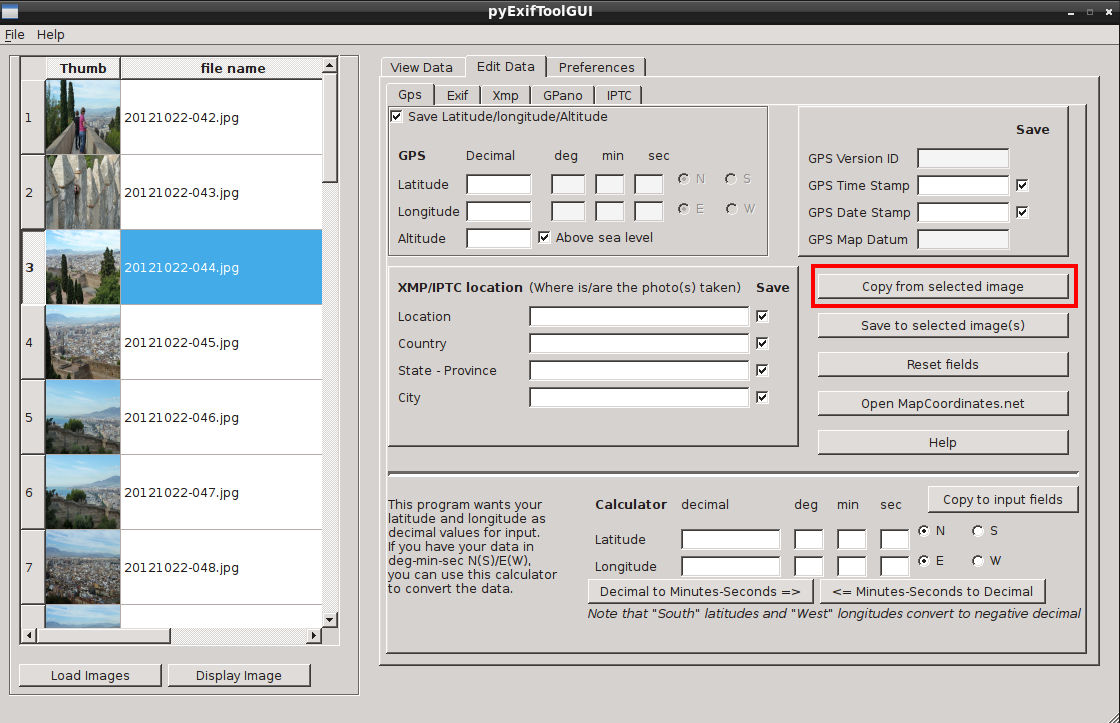 pyExifToolGUI
File Help
Thumb file name
1 20121022-042.jpg
2 20121022-043.jpg
3 20121022-044.jpg
4 20121022-045.jpg
5 20121022-046.jpg
6 20121022-047.jpg
7 20121022-048.jpg
Load Images Display Image
View Data Edit Data Preferences
Gps Exif Xmp GPano IPTC
Save Latitude/longitude/Altitude
GPS Decimal deg min sec
Latitude N S
Longitude E W
Altitude Above sea level
Save
GPS Version ID
GPS Time Stamp
GPS Date Stamp
GPS Map Datum
XMP/IPTC location (Where is/are the photo(s) taken) Save
Location
Country
State - Province
City
Copy from selected image
Save to selected image(s)
Reset fields
Open MapCoordinates.net
Help
This program wants your
latitude and longitude as
decimal values for input.
If you have your data in
deg-min-sec N(S)/E(W),
you can use this calculator
to convert the data.
Calculator decimal deg min sec Copy to input fields
Latitude N S
Longitude E W
Decimal to Minutes-Seconds => <= Minutes-Seconds to Decimal
Note that "South" latitudes and "West" longitudes convert to negative decimal